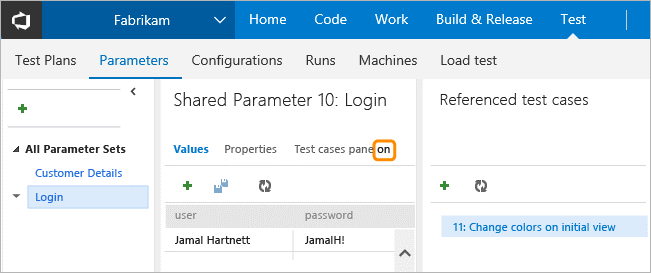 Fabrikam Home Code Work Build & Release Test
Test Plans Parameters Configurations Runs Machines Load test
Shared Parameter 10: Login
Referenced test cases
Values Properties Test cases pane on
All Parameter Sets
Customer Details
Login
user password
Jamal Hartnett JamalH!
11: Change colors on initial view